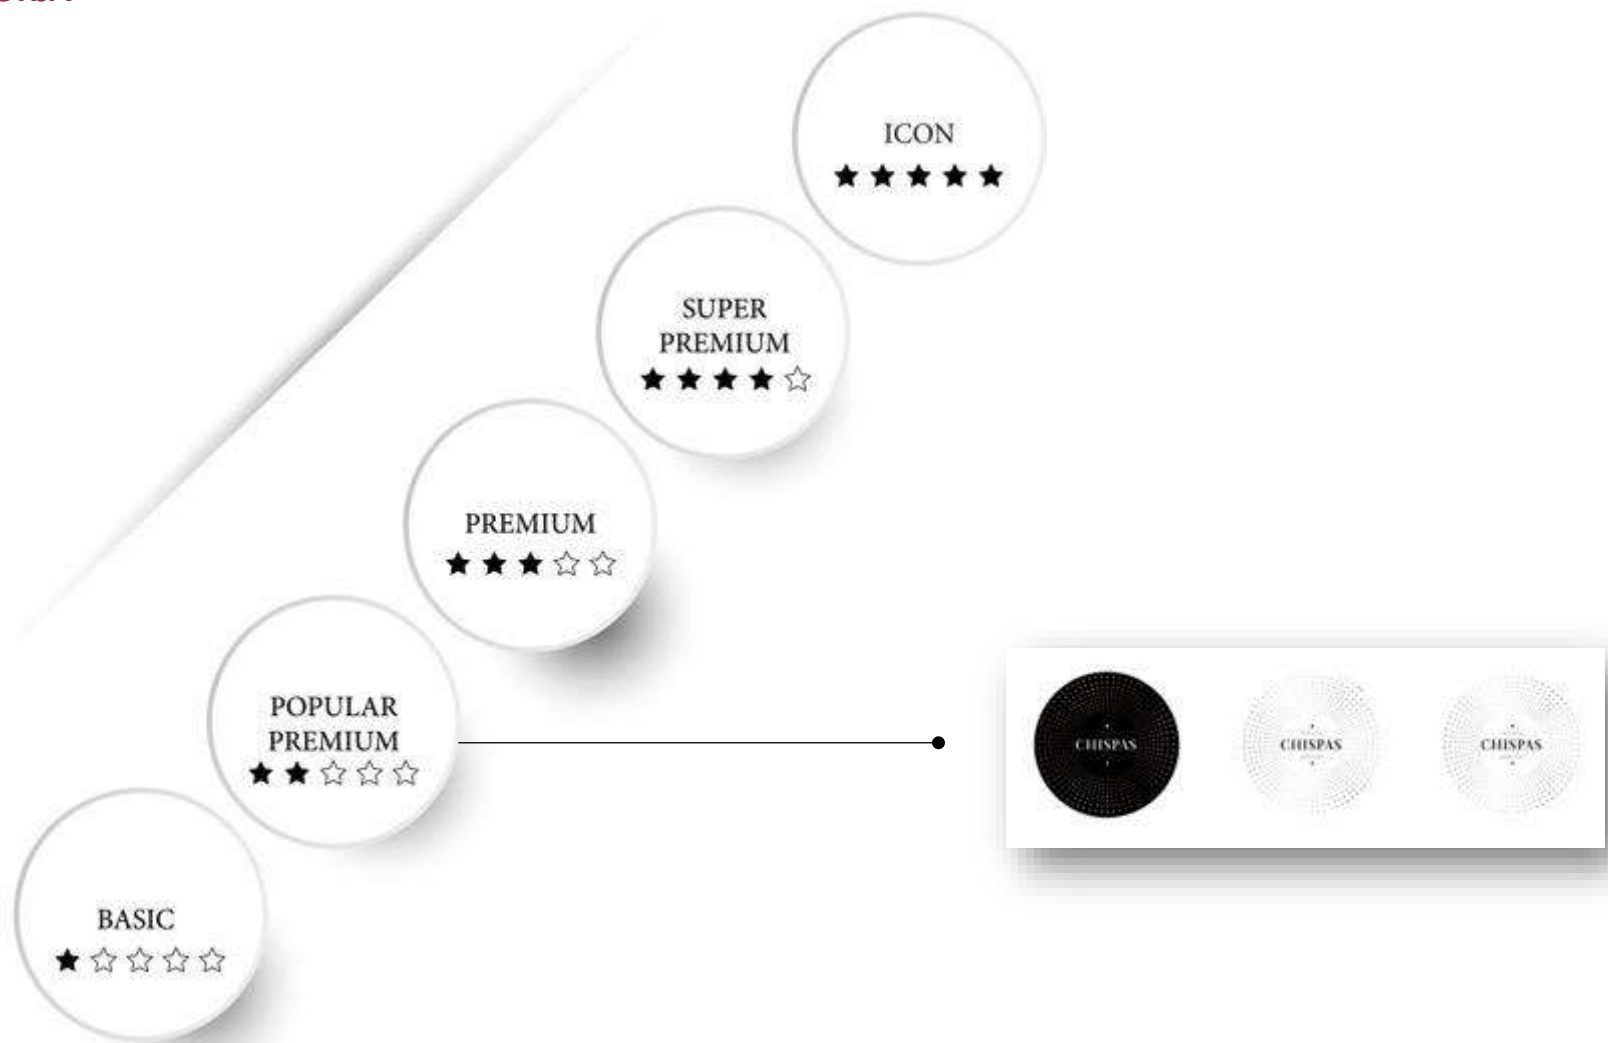 ICON
★★★★★
SUPER
PREMIUM
★★★★☆
PREMIUM
★★★☆☆
POPULAR
PREMIUM
★★☆☆☆
CHISPAS
CHISPAS
CHISPAS
BASIC
★☆☆☆☆